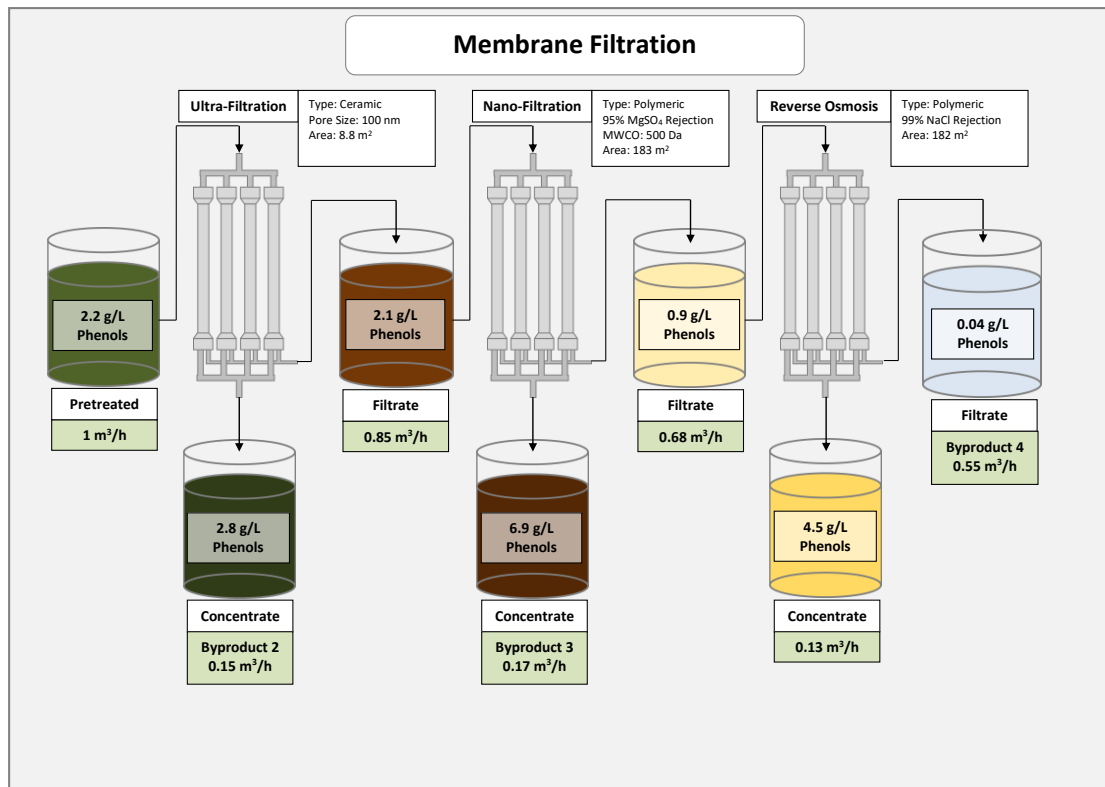 Membrane Filtration
Ultra-Filtration
Type: Ceramic
Pore Size: 100 nm
Area: 8.8 m²
Nano-Filtration
Type: Polymeric
95% MgSO₄ Rejection
MWCO: 500 Da
Area: 183 m²
Reverse Osmosis
Type: Polymeric
99% NaCl Rejection
Area: 182 m²
2.2 g/L
Phenols
Pretreated
1 m³/h
2.1 g/L
Phenols
Filtrate
0.85 m³/h
0.9 g/L
Phenols
Filtrate
0.68 m³/h
0.04 g/L
Phenols
Filtrate
Byproduct 4
0.55 m³/h
2.8 g/L
Phenols
Concentrate
Byproduct 2
0.15 m³/h
6.9 g/L
Phenols
Concentrate
Byproduct 3
0.17 m³/h
4.5 g/L
Phenols
Concentrate
0.13 m³/h